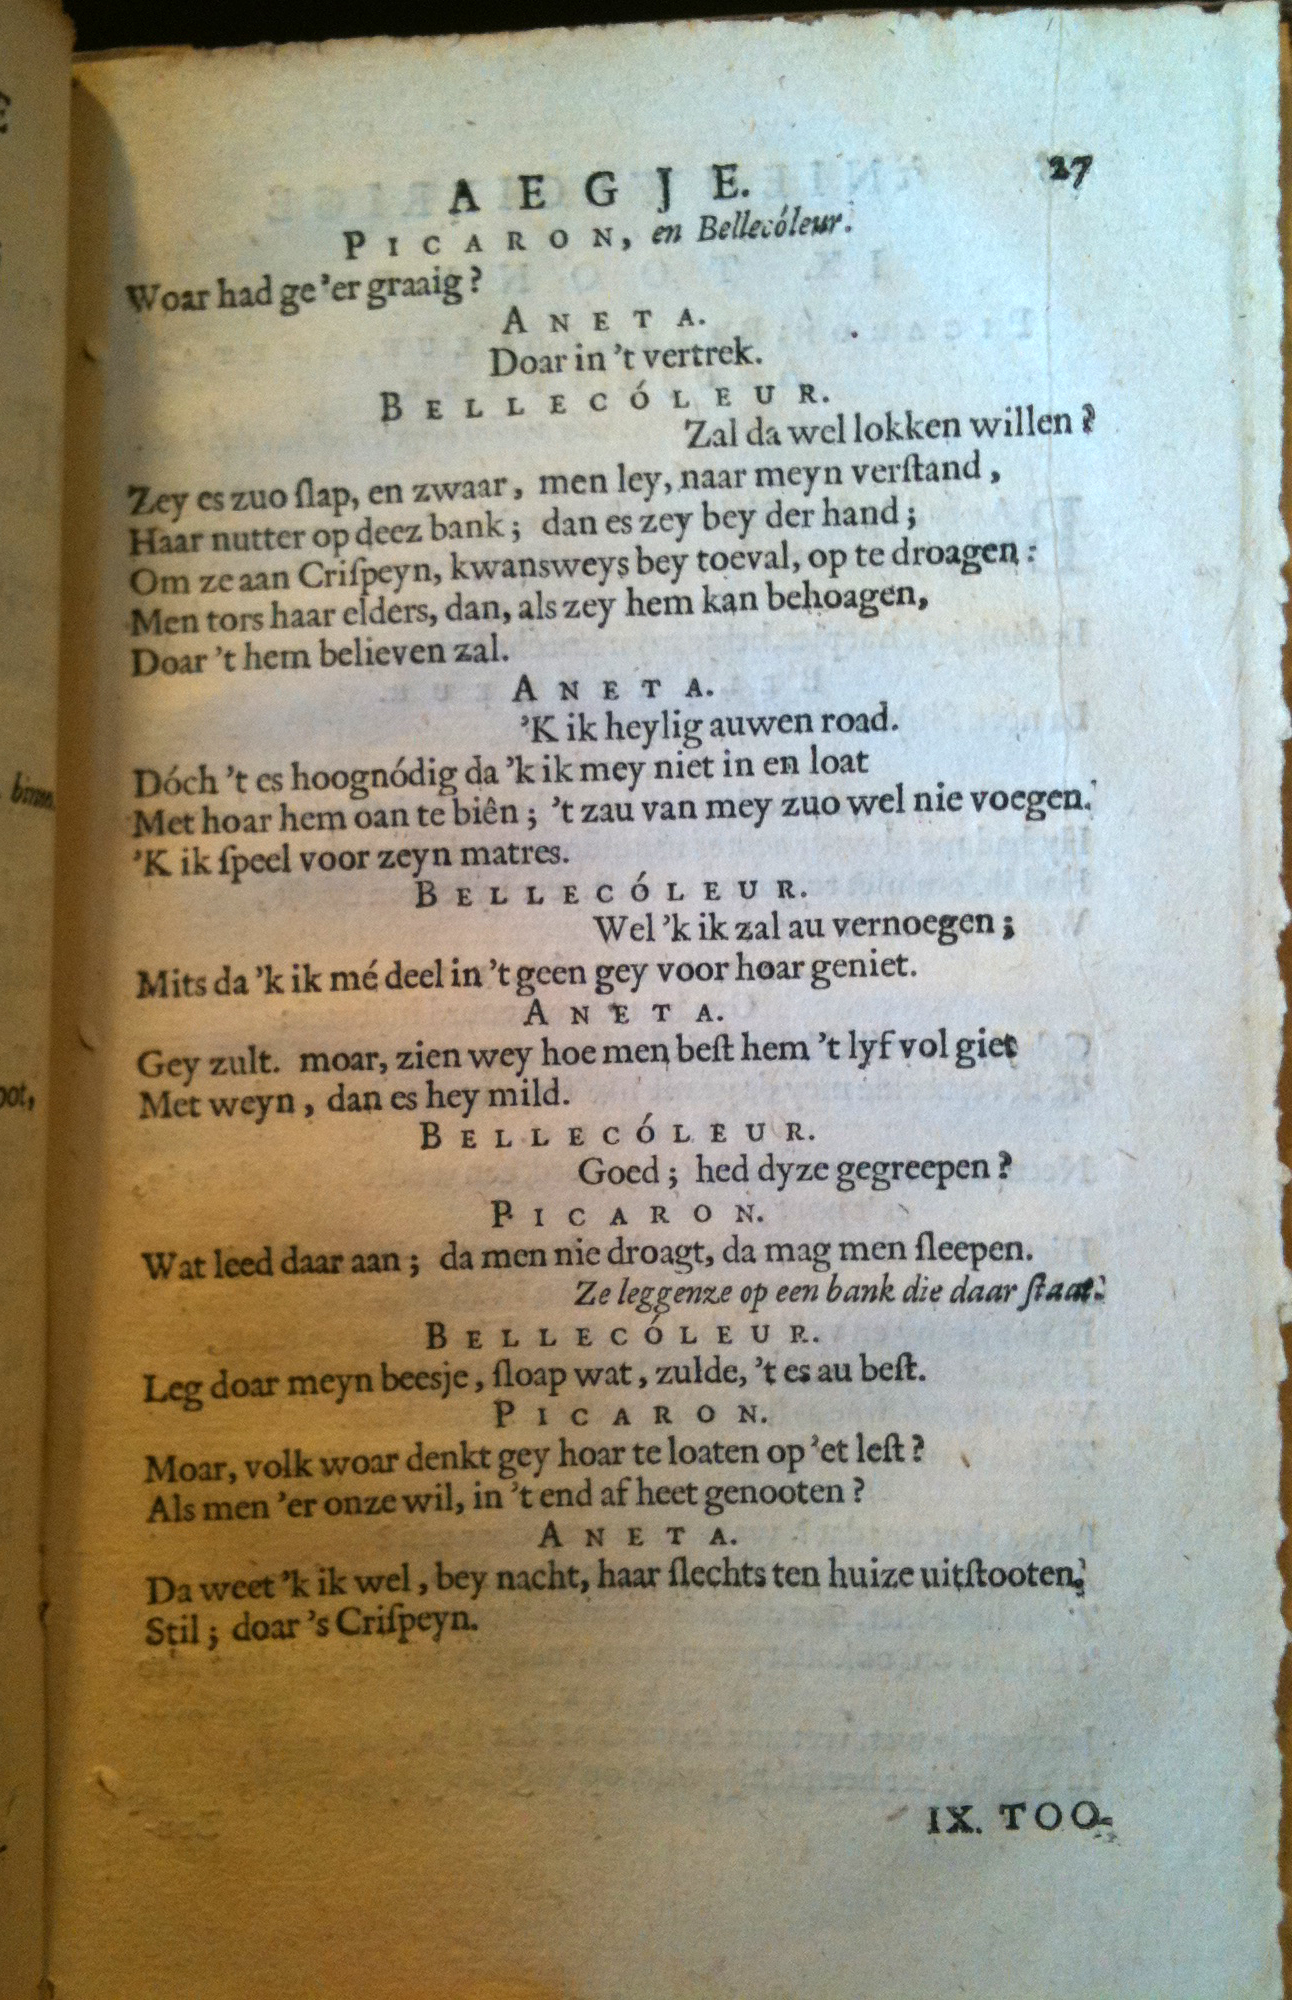 AEGJE. 27
PICARON, en Bellecóleur.
Woar had ge 'er graaig?
ANETA.
Doar in 't vertrek.
BELLECÓLEUR.
Zal da wel lokken willen?
Zey es zuo ſlap, en zwaar, men ley, naar meyn verſtand,
Haar nutter op deez bank; dan es zey bey der hand;
Om ze aan Criſpeyn, kwansweys bey toeval, op te droagen:
Men tors haar elders, dan, als zey hem kan behoagen,
Doar 't hem believen zal.
ANETA.
'K ik heylig auwen road.
Dóch 't es hoognódig da 'k ik mey niet in en loat
Met hoar hem oan te biên; 't zau van mey zuo wel nie voegen.
'K ik ſpeel voor zeyn matres.
BELLECÓLEUR.
Wel 'k ik zal au vernoegen;
Mits da 'k ik mé deel in 't geen gey voor hoar geniet.
ANETA.
Gey zult. moar, zien wey hoe men beſt hem 't lyf vol giet
Met weyn, dan es hey mild.
BELLECÓLEUR.
Goed; hed dyze gegreepen?
PICARON.
Wat leed daar aan; da men nie droagt, da mag men ſleepen.
Ze leggenze op een bank die daar ſtaat.
BELLECÓLEUR.
Leg doar meyn beesje, ſloap wat, zulde, 't es au beſt.
PICARON.
Moar, volk woar denkt gey hoar te loaten op 'et leſt?
Als men 'er onze wil, in 't end af heet genooten?
ANETA.
Da weet 'k ik wel, bey nacht, haar ſlechts ten huize uitſtooten.
Stil; doar 's Criſpeyn.
IX. TOO-